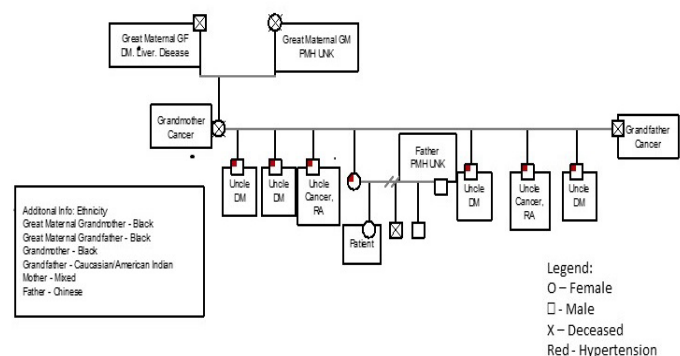 Great Maternal GF
DM. Liver. Disease
Great Maternal GM
PMH UNK
Grandmother
Cancer
Grandfather
Cancer
Father
PMH UNK
Uncle
DM
Uncle
DM
Uncle
Cancer,
RA
Uncle
DM
Uncle
Cancer,
RA
Uncle
DM
Patient
Additonal Info: Ethnicity
Great Maternal Grandmother - Black
Great Maternal Grandfather - Black
Grandmother - Black
Grandfather - Caucasian/American Indian
Mother - Mixed
Father - Chinese
Legend:
O – Female
□ - Male
X – Deceased
Red - Hypertension